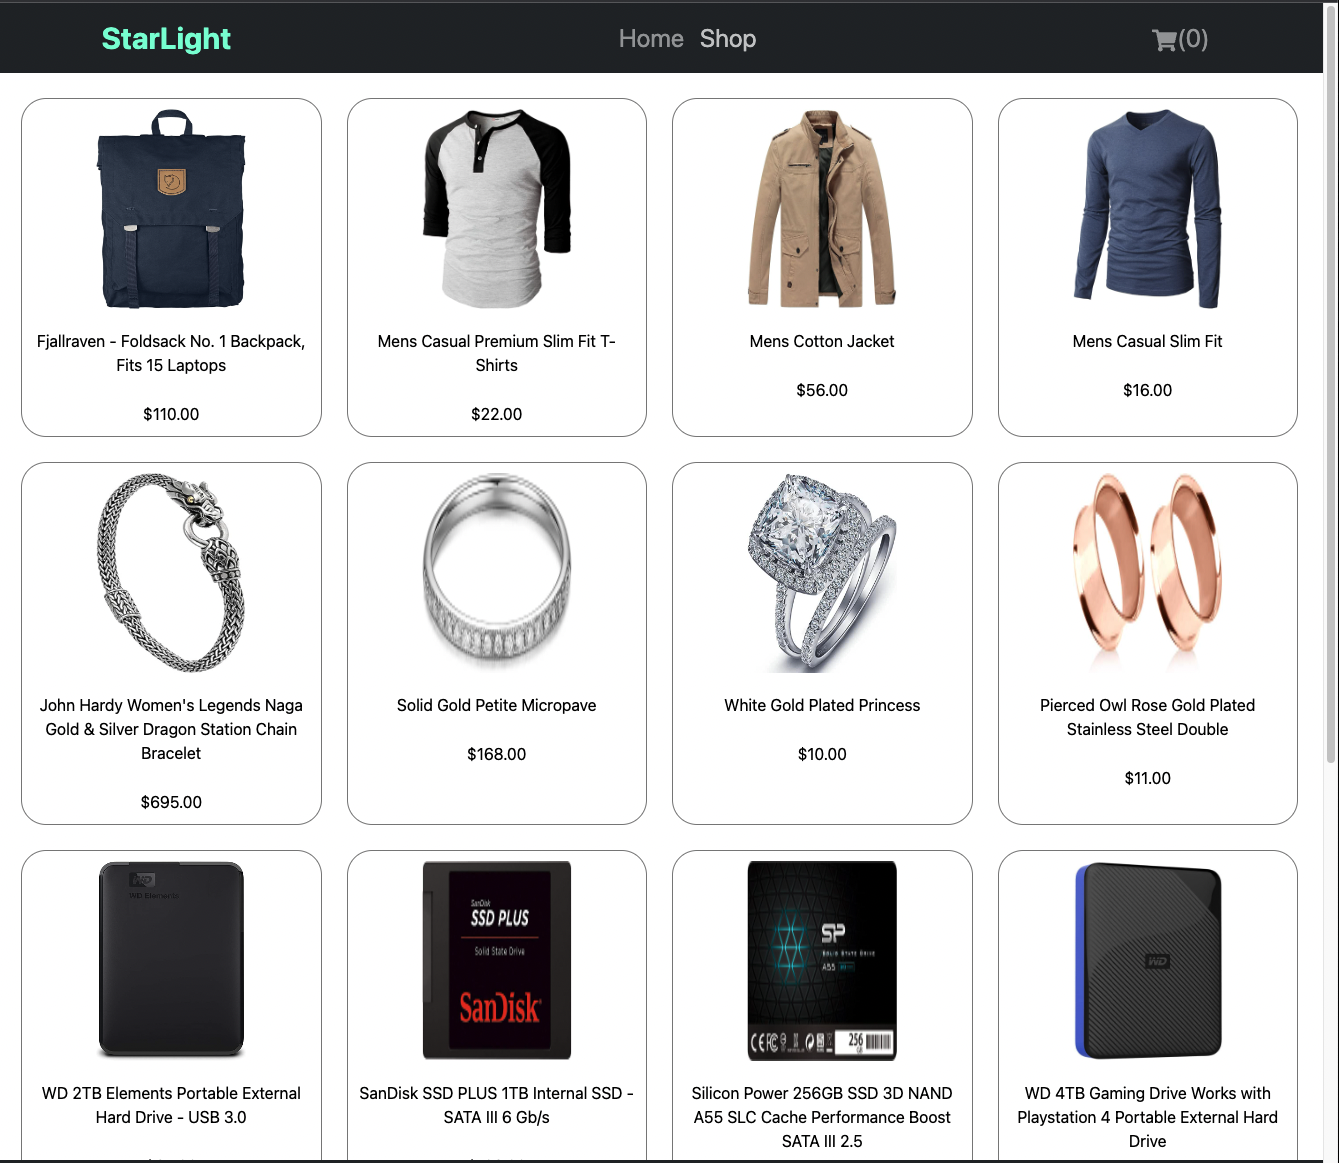 StarLight
Home Shop
(0)
Fjallraven - Foldsack No. 1 Backpack,
Fits 15 Laptops
$110.00
Mens Casual Premium Slim Fit T-
Shirts
$22.00
Mens Cotton Jacket
$56.00
Mens Casual Slim Fit
$16.00
John Hardy Women's Legends Naga
Gold & Silver Dragon Station Chain
Bracelet
$695.00
Solid Gold Petite Micropave
$168.00
White Gold Plated Princess
$10.00
Pierced Owl Rose Gold Plated
Stainless Steel Double
$11.00
WD
WD Elements
WD 2TB Elements Portable External
Hard Drive - USB 3.0
SanDisk
SSD PLUS
Solid State Drive
SanDisk
SanDisk SSD PLUS 1TB Internal SSD -
SATA III 6 Gb/s
SP
SOLID STATE DRIVE
A55
256
GB
Silicon Power 256GB SSD 3D NAND
A55 SLC Cache Performance Boost
SATA III 2.5
WD
WD 4TB Gaming Drive Works with
Playstation 4 Portable External Hard
Drive